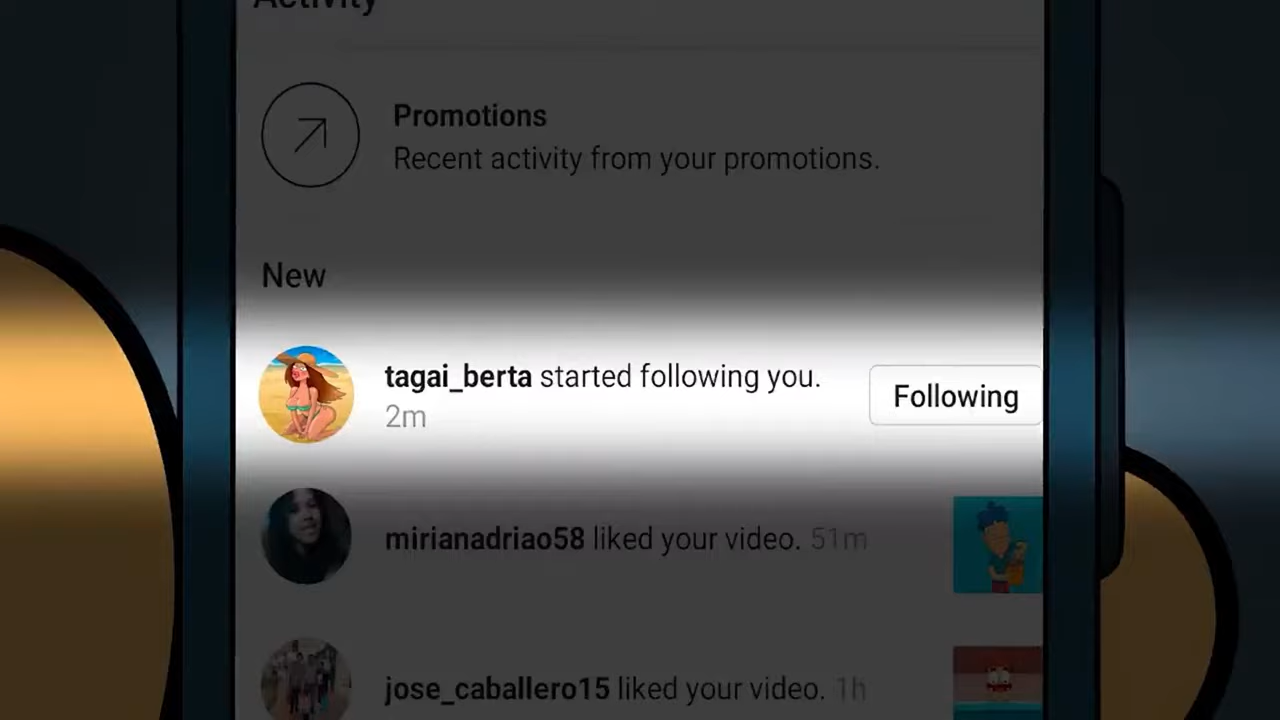 Activity
Promotions
Recent activity from your promotions.
New
tagai_berta started following you.
2m
Following
mirianadriao58 liked your video. 51m
jose_caballero15 liked your video. 1h